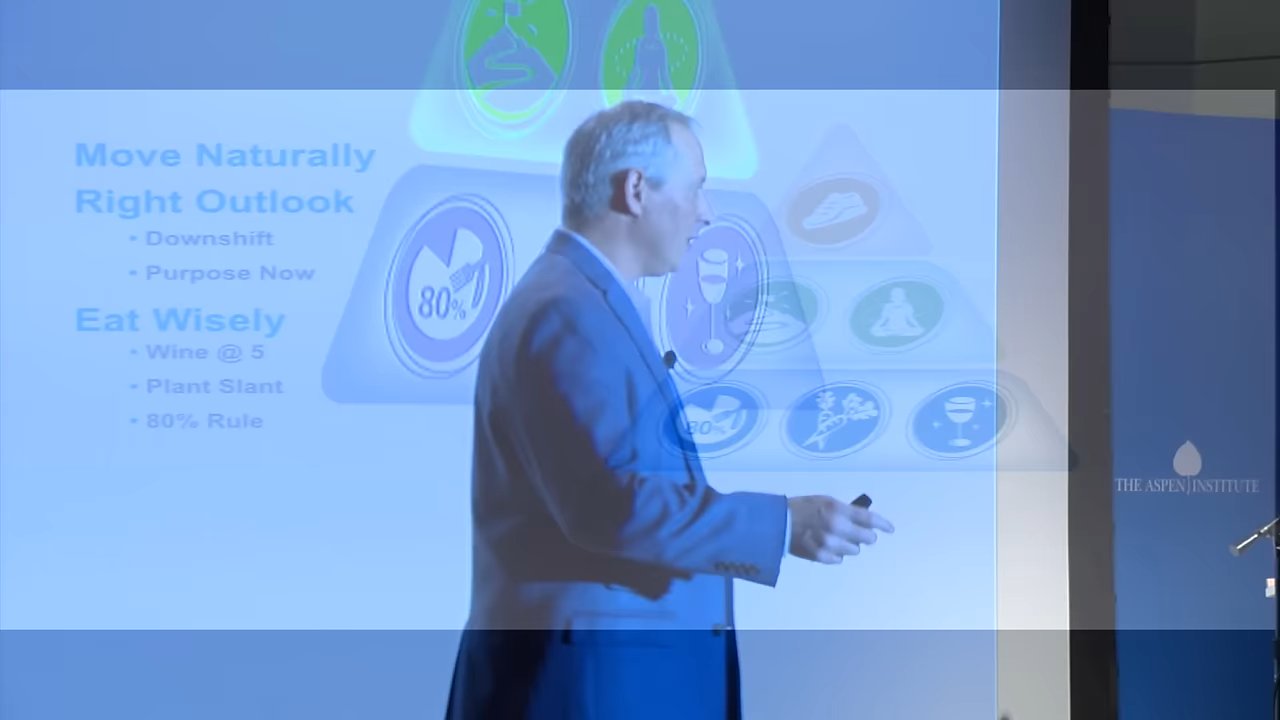 Move Naturally
Right Outlook
• Downshift
• Purpose Now
Eat Wisely
• Wine @ 5
• Plant Slant
• 80% Rule
80%
80
THE ASPEN INSTITUTE